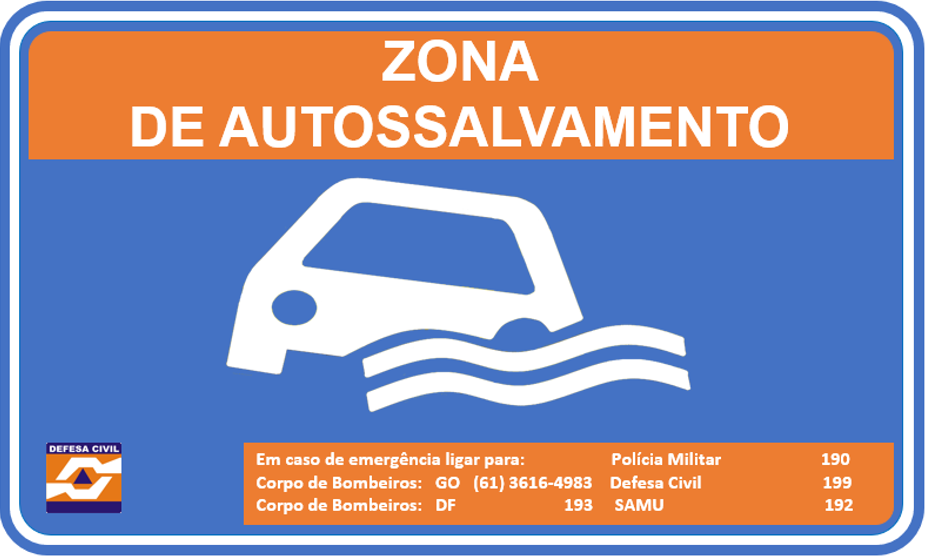 ZONA
DE AUTOSSALVAMENTO
DEFESA CIVIL
Em caso de emergência ligar para: Polícia Militar 190
Corpo de Bombeiros: GO (61) 3616-4983 Defesa Civil 199
Corpo de Bombeiros: DF 193 SAMU 192